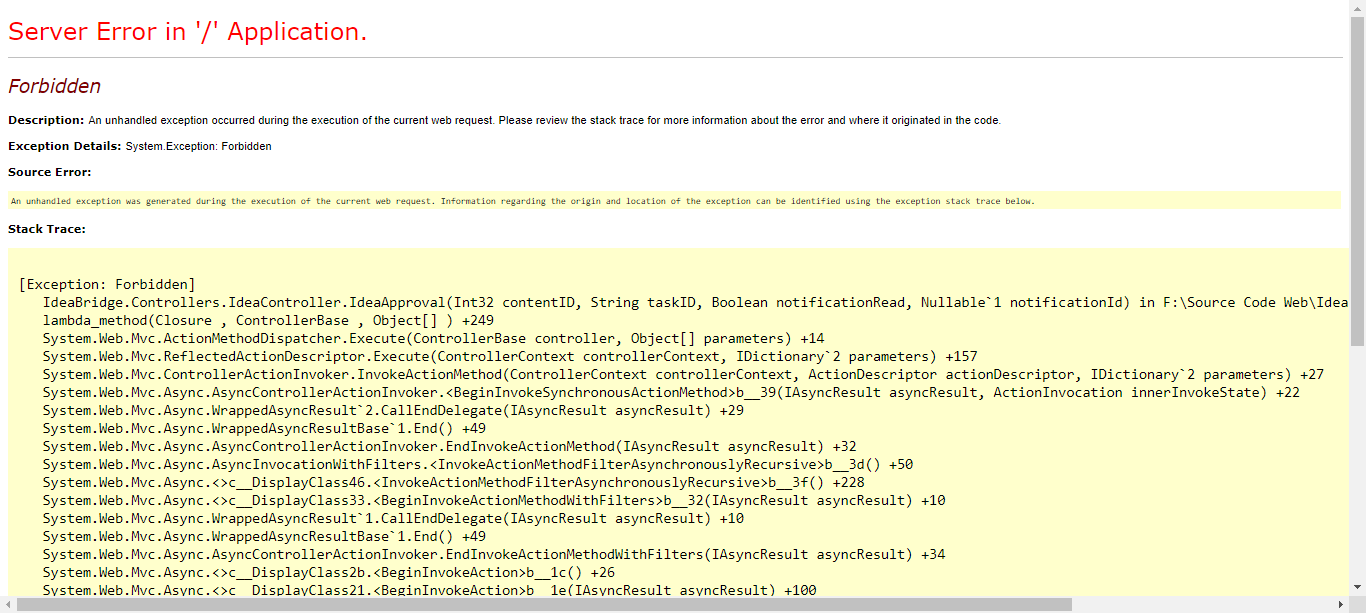 Server Error in '/' Application.
Forbidden
Description: An unhandled exception occurred during the execution of the current web request. Please review the stack trace for more information about the error and where it originated in the code.
Exception Details: System.Exception: Forbidden
Source Error:
An unhandled exception was generated during the execution of the current web request. Information regarding the origin and location of the exception can be identified using the exception stack trace below.
Stack Trace:
[Exception: Forbidden]
IdeaBridge.Controllers.IdeaController.IdeaApproval(Int32 contentID, String taskID, Boolean notificationRead, Nullable`1 notificationId) in F:\Source Code Web\Idea
lambda_method(Closure , ControllerBase , Object[] ) +249
System.Web.Mvc.ActionMethodDispatcher.Execute(ControllerBase controller, Object[] parameters) +14
System.Web.Mvc.ReflectedActionDescriptor.Execute(ControllerContext controllerContext, IDictionary`2 parameters) +157
System.Web.Mvc.ControllerActionInvoker.InvokeActionMethod(ControllerContext controllerContext, ActionDescriptor actionDescriptor, IDictionary`2 parameters) +27
System.Web.Mvc.Async.AsyncControllerActionInvoker.<BeginInvokeSynchronousActionMethod>b__39(IAsyncResult asyncResult, ActionInvocation innerInvokeState) +22
System.Web.Mvc.Async.WrappedAsyncResult`2.CallEndDelegate(IAsyncResult asyncResult) +29
System.Web.Mvc.Async.WrappedAsyncResultBase`1.End() +49
System.Web.Mvc.Async.AsyncControllerActionInvoker.EndInvokeActionMethod(IAsyncResult asyncResult) +32
System.Web.Mvc.Async.AsyncInvocationWithFilters.<InvokeActionMethodFilterAsynchronouslyRecursive>b__3d() +50
System.Web.Mvc.Async.<>c__DisplayClass46.<InvokeActionMethodFilterAsynchronouslyRecursive>b__3f() +228
System.Web.Mvc.Async.<>c__DisplayClass33.<BeginInvokeActionMethodWithFilters>b__32(IAsyncResult asyncResult) +10
System.Web.Mvc.Async.WrappedAsyncResult`1.CallEndDelegate(IAsyncResult asyncResult) +10
System.Web.Mvc.Async.WrappedAsyncResultBase`1.End() +49
System.Web.Mvc.Async.AsyncControllerActionInvoker.EndInvokeActionMethodWithFilters(IAsyncResult asyncResult) +34
System.Web.Mvc.Async.<>c__DisplayClass2b.<BeginInvokeAction>b__1c() +26
System.Web.Mvc.Async.<>c__DisplayClass21.<BeginInvokeAction>b__1e(IAsyncResult asyncResult) +100